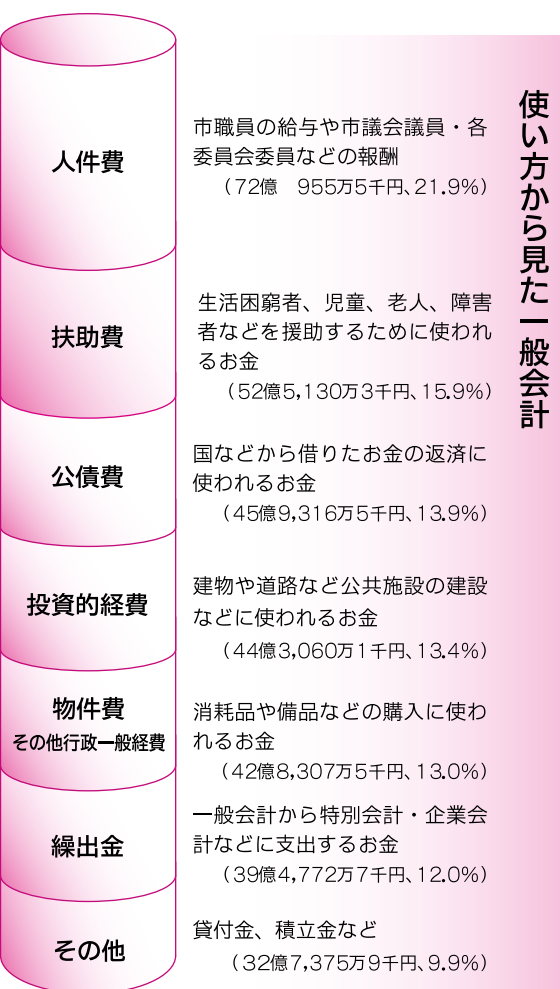 使い方から見た一般会計
人件費
市職員の給与や市議会議員・各
委員会委員などの報酬
（72億　955万5千円、21.9%）
扶助費
生活困窮者、児童、老人、障害
者などを援助するために使われ
るお金
（52億5,130万3千円、15.9%）
公債費
国などから借りたお金の返済に
使われるお金
（45億9,316万5千円、13.9%）
投資的経費
建物や道路など公共施設の建設
などに使われるお金
（44億3,060万1千円、13.4%）
物件費
その他行政一般経費
消耗品や備品などの購入に使わ
れるお金
（42億8,307万5千円、13.0%）
繰出金
一般会計から特別会計・企業会
計などに支出するお金
（39億4,772万7千円、12.0%）
その他
貸付金、積立金など
（32億7,375万9千円、9.9%）